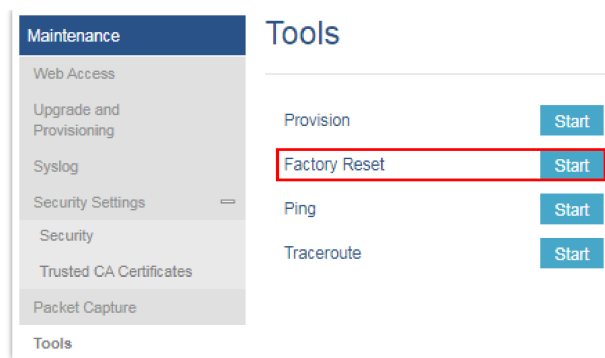 Maintenance
Web Access
Upgrade and
Provisioning
Syslog
Security Settings
Security
Trusted CA Certificates
Packet Capture
Tools
Tools
Provision Start
Factory Reset Start
Ping Start
Traceroute Start